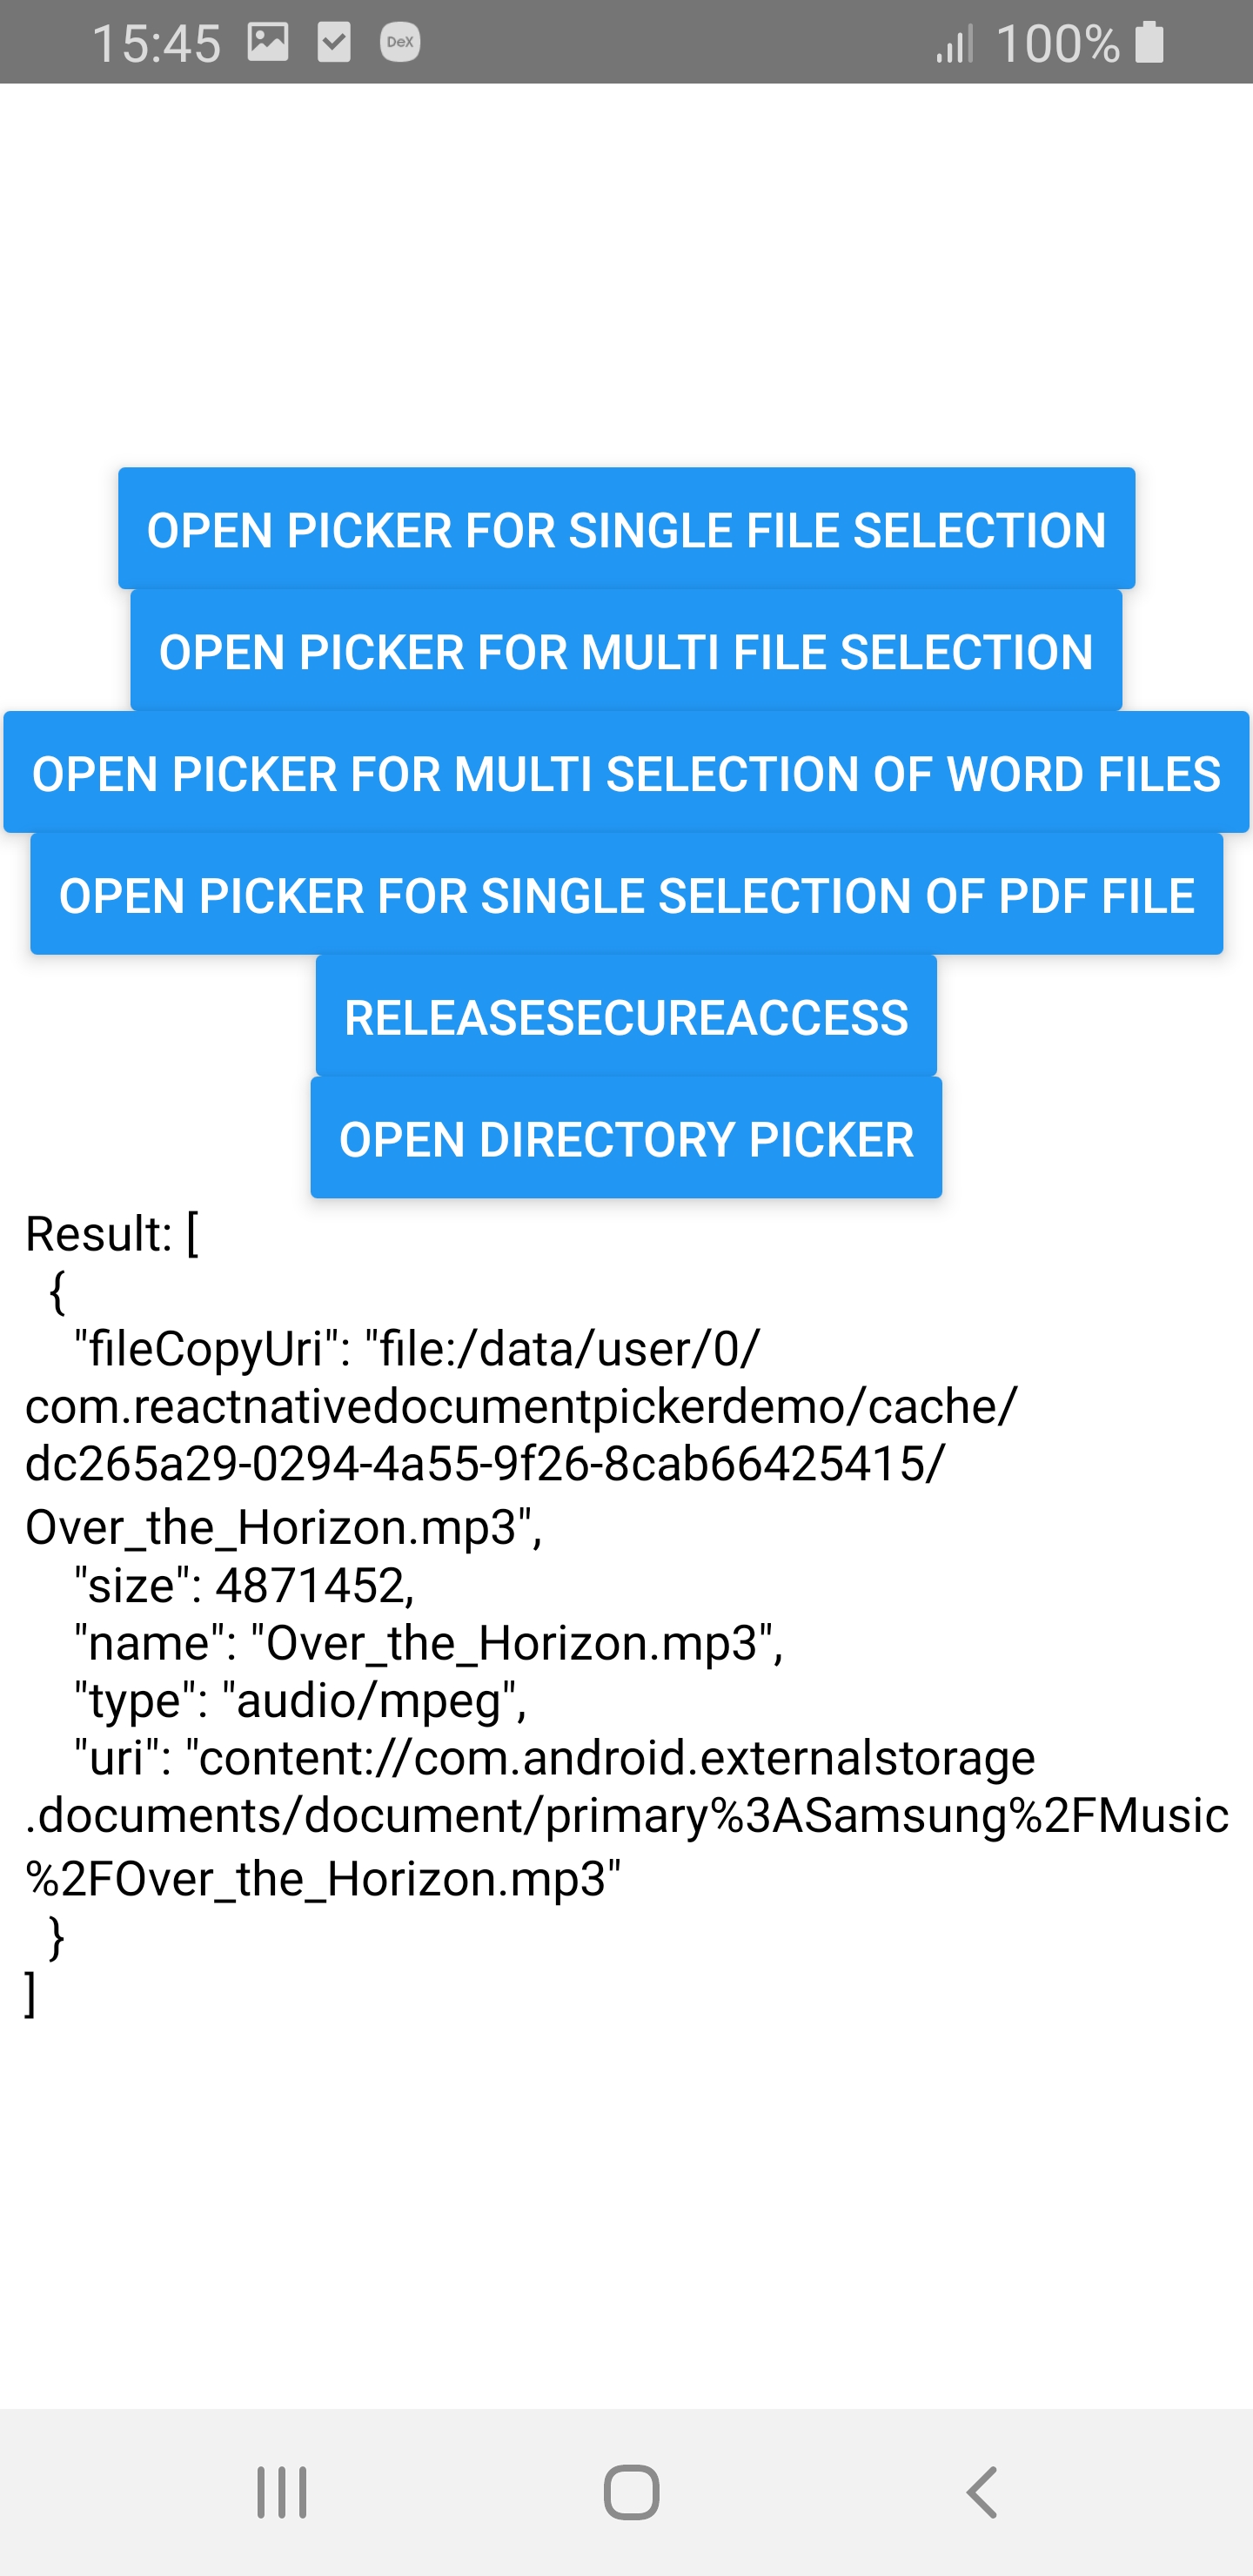 15:45 DeX 100%
OPEN PICKER FOR SINGLE FILE SELECTION
OPEN PICKER FOR MULTI FILE SELECTION
OPEN PICKER FOR MULTI SELECTION OF WORD FILES
OPEN PICKER FOR SINGLE SELECTION OF PDF FILE
RELEASESECUREACCESS
OPEN DIRECTORY PICKER
Result: [
  {
    "fileCopyUri": "file:/data/user/0/
com.reactnativedocumentpickerdemo/cache/
dc265a29-0294-4a55-9f26-8cab66425415/
Over_the_Horizon.mp3",
    "size": 4871452,
    "name": "Over_the_Horizon.mp3",
    "type": "audio/mpeg",
    "uri": "content://com.android.externalstorage
.documents/document/primary%3ASamsung%2FMusic
%2FOver_the_Horizon.mp3"
  }
]